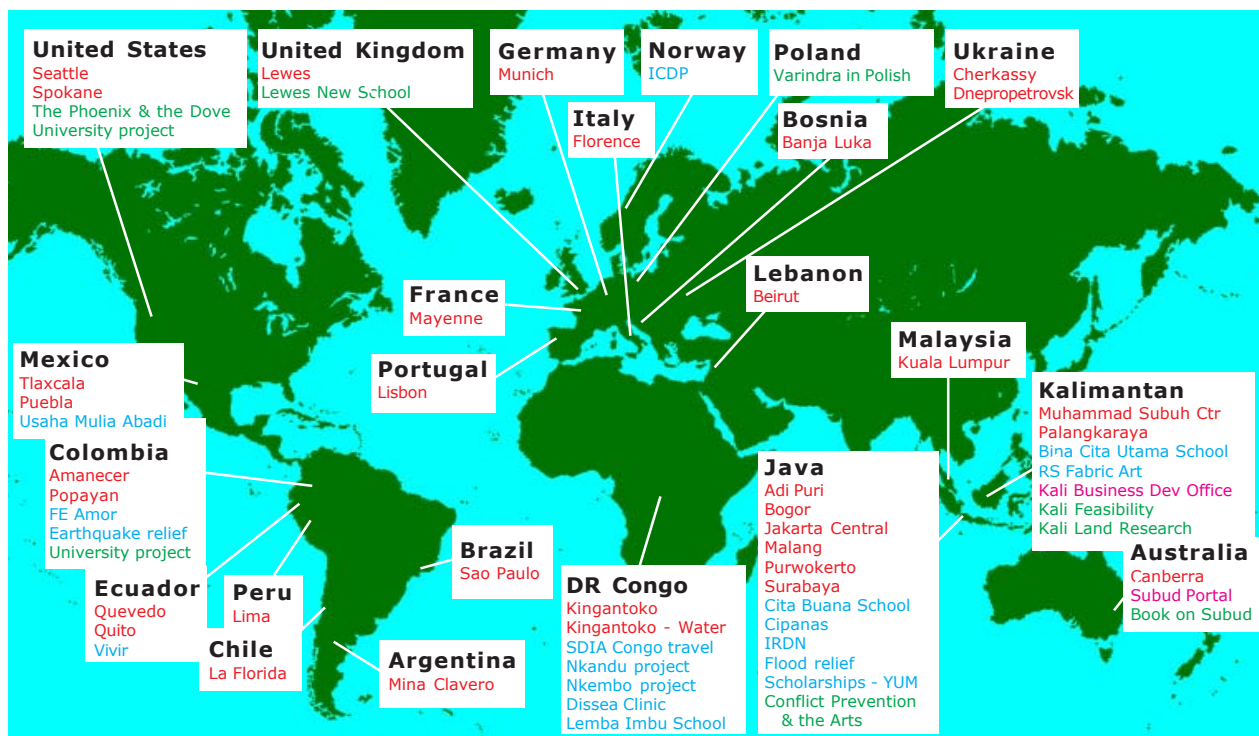 United States
Seattle
Spokane
The Phoenix & the Dove
University project
United Kingdom
Lewes
Lewes New School
Germany
Munich
Norway
ICDP
Poland
Varindra in Polish
Ukraine
Cherkassy
Dnepropetrovsk
Italy
Florence
Bosnia
Banja Luka
France
Mayenne
Lebanon
Beirut
Portugal
Lisbon
Malaysia
Kuala Lumpur
Mexico
Tlaxcala
Puebla
Usaha Mulia Abadi
Colombia
Amanecer
Popayan
FE Amor
Earthquake relief
University project
Ecuador
Quevedo
Quito
Vivir
Peru
Lima
Chile
La Florida
Brazil
Sao Paulo
Argentina
Mina Clavero
DR Congo
Kingantoko
Kingantoko - Water
SDIA Congo travel
Nkandu project
Nkembo project
Dissea Clinic
Lemba Imbu School
Java
Adi Puri
Bogor
Jakarta Central
Malang
Purwokerto
Surabaya
Cita Buana School
Cipanas
IRDN
Flood relief
Scholarships - YUM
Conflict Prevention
& the Arts
Kalimantan
Muhammad Subuh Ctr
Palangkaraya
Bina Cita Utama School
RS Fabric Art
Kali Business Dev Office
Kali Feasibility
Kali Land Research
Australia
Canberra
Subud Portal
Book on Subud